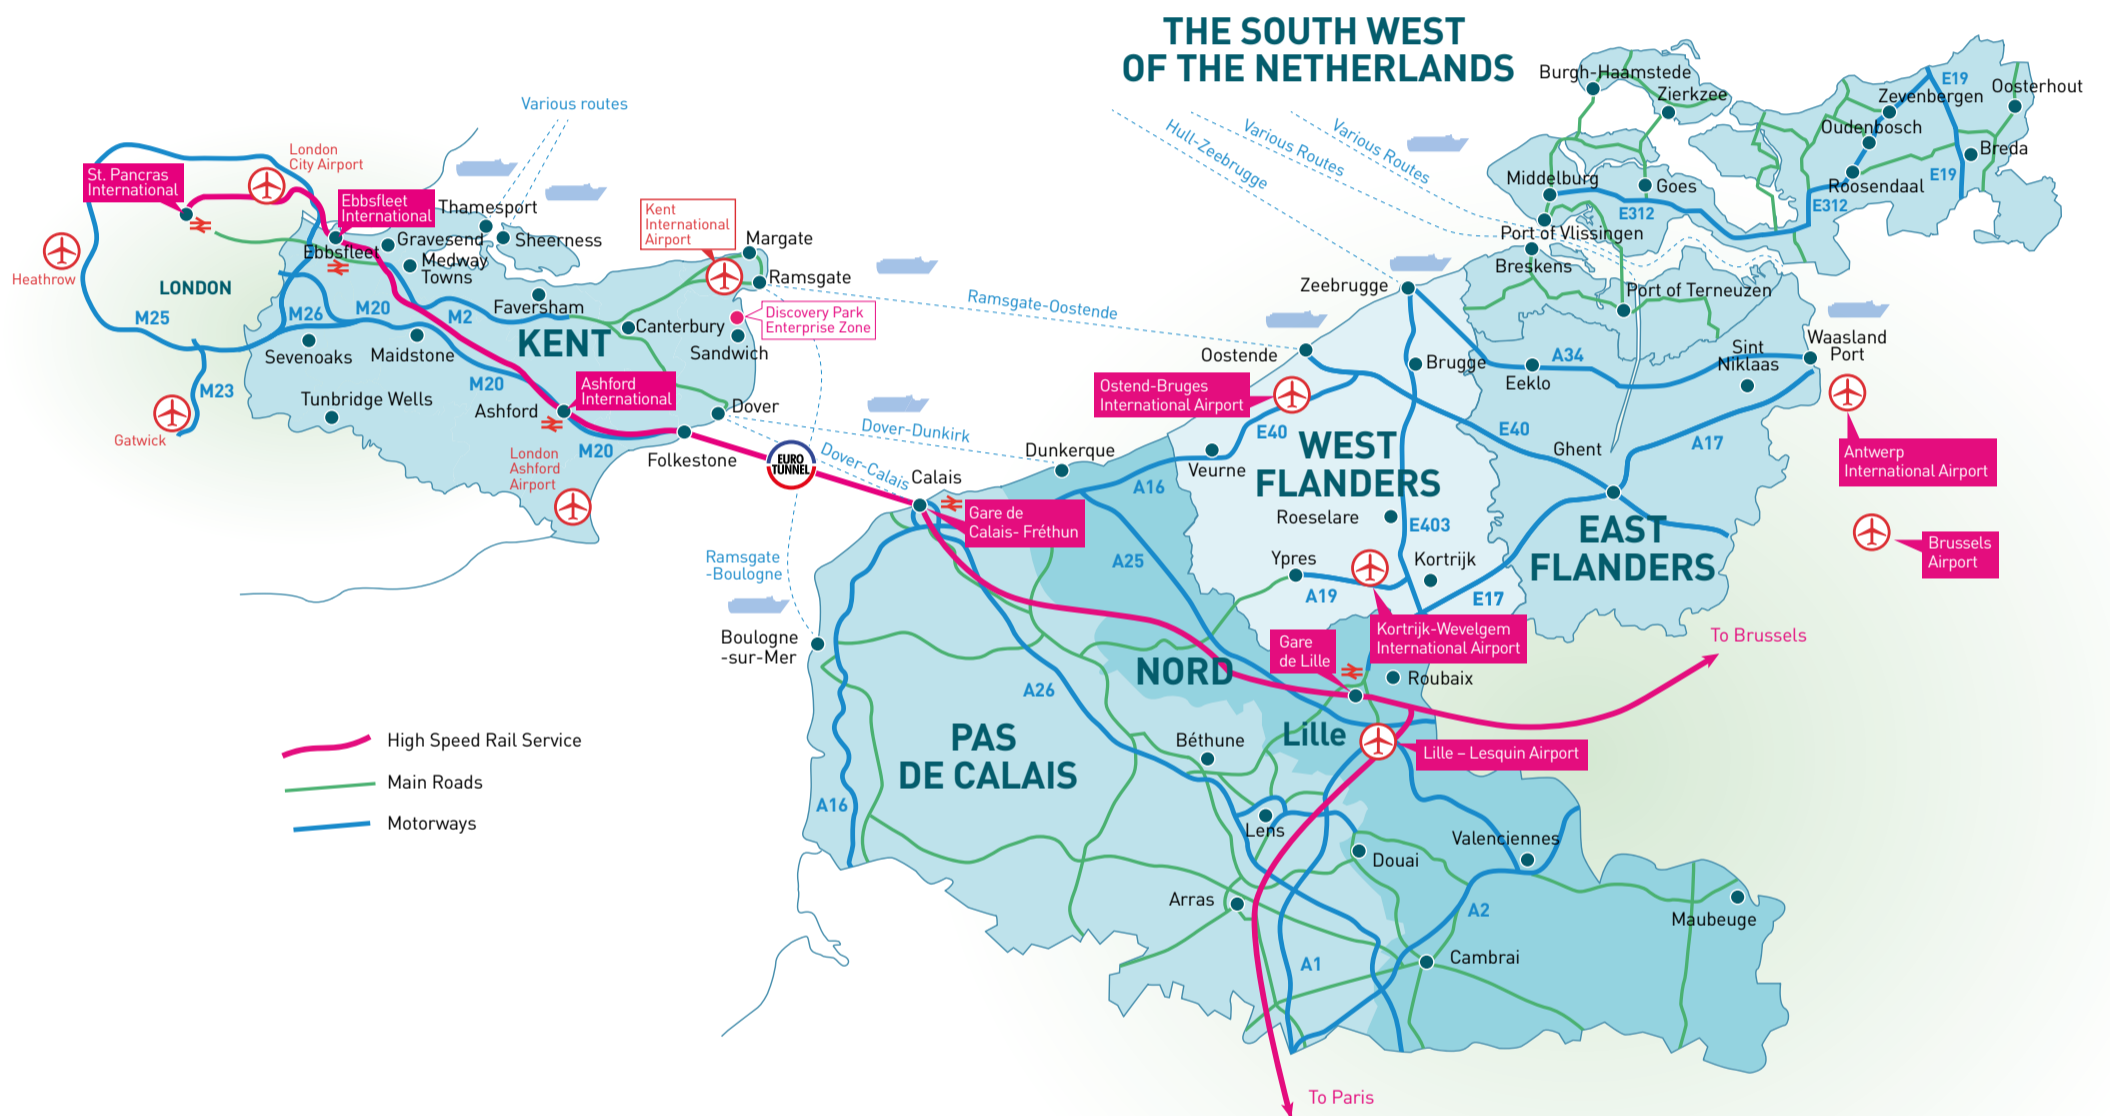 THE SOUTH WEST
OF THE NETHERLANDS
Various routes
London
City Airport
St. Pancras
International
Ebbsfleet
International
Thamesport
Gravesend
Sheerness
Ebbsfleet
Medway
Towns
Kent
International
Airport
Margate
Ramsgate
Heathrow
LONDON
M25
M26
M20
M2
Faversham
KENT
Canterbury
Discovery Park
Enterprise Zone
Sandwich
Sevenoaks
Maidstone
M23
M20
Tunbridge Wells
Ashford
International
Ashford
Dover
Gatwick
London
Ashford
Airport
M20
Folkestone
EURO
TUNNEL
Hull-Zeebrugge
Various Routes
Various Routes
Ramsgate-Oostende
Dover-Dunkirk
Dover-Calais
Ramsgate
-Boulogne
Burgh-Haamstede
Zierkzee
Middelburg
Goes
E312
Port of Vlissingen
Breskens
Port of Terneuzen
E19
Oosterhout
Zevenbergen
Oudenbosch
Breda
Roosendaal
E19
E312
Zeebrugge
Oostende
Brugge
A34
Eeklo
Sint
Niklaas
Waasland
Port
Ostend-Bruges
International Airport
E40
Veurne
WEST
FLANDERS
E40
Ghent
A17
Antwerp
International Airport
Brussels
Airport
Roeselare
E403
EAST
FLANDERS
Ypres
Kortrijk
A19
E17
Kortrijk-Wevelgem
International Airport
Dunkerque
Calais
A16
Gare de
Calais- Fréthun
A25
Boulogne
-sur-Mer
NORD
Gare
de Lille
Roubaix
To Brussels
A26
PAS
DE CALAIS
Béthune
Lille
Lille – Lesquin Airport
A16
Lens
Valenciennes
Douai
Arras
A2
Maubeuge
Cambrai
A1
To Paris
High Speed Rail Service
Main Roads
Motorways